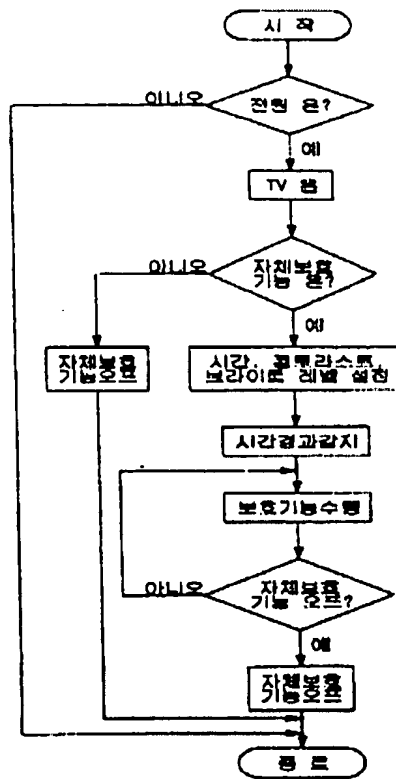 시 작
아니오
전원 온?
예
TV 온
아니오
자체보호
기능 온?
예
자체보호
기능오프
시간, 콘트라스트,
브라이트 레벨 설정
시간경과감지
보호기능수행
아니오
자체보호
기능 오프?
예
자체보호
기능오프
종 료